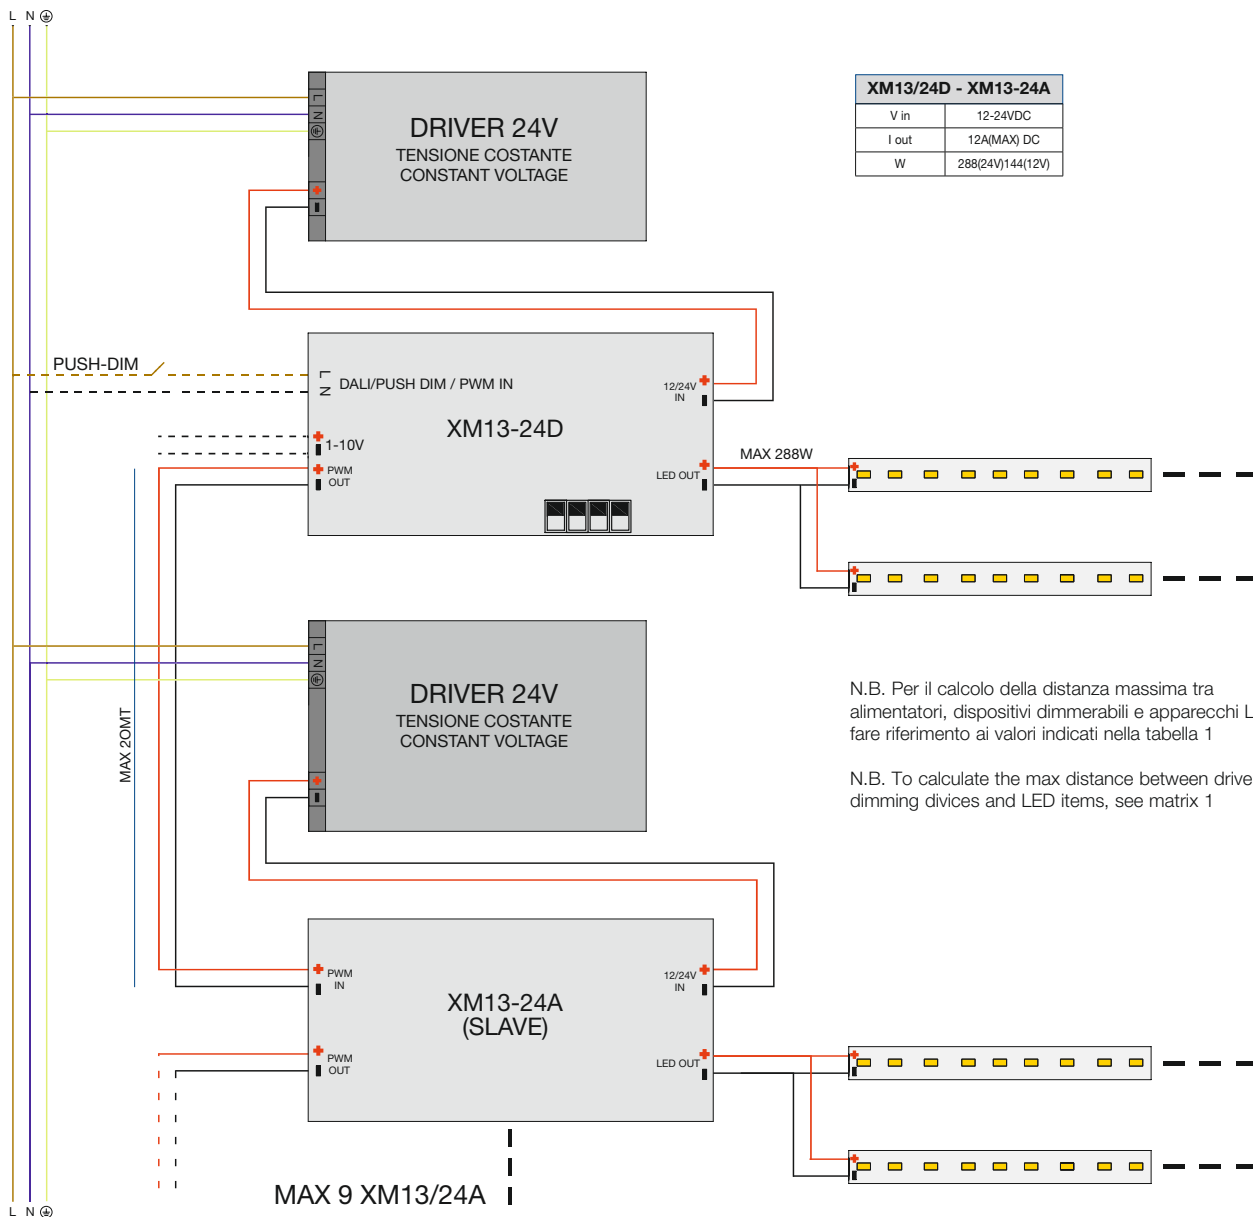 L N
XM13/24D - XM13-24A
V in 12-24VDC
I out 12A(MAX) DC
W 288(24V)144(12V)
L
N
DRIVER 24V
TENSIONE COSTANTE
CONSTANT VOLTAGE
+
-
PUSH-DIM
L
N
DALI/PUSH DIM / PWM IN
12/24V
IN
XM13-24D
1-10V
PWM
OUT
LED OUT
MAX 288W
L
N
DRIVER 24V
TENSIONE COSTANTE
CONSTANT VOLTAGE
MAX 2OMT
N.B. Per il calcolo della distanza massima tra
alimentatori, dispositivi dimmerabili e apparecchi L
fare riferimento ai valori indicati nella tabella 1
N.B. To calculate the max distance between drive
dimming divices and LED items, see matrix 1
PWM
IN
12/24V
IN
XM13-24A
(SLAVE)
PWM
OUT
LED OUT
MAX 9 XM13/24A
L N